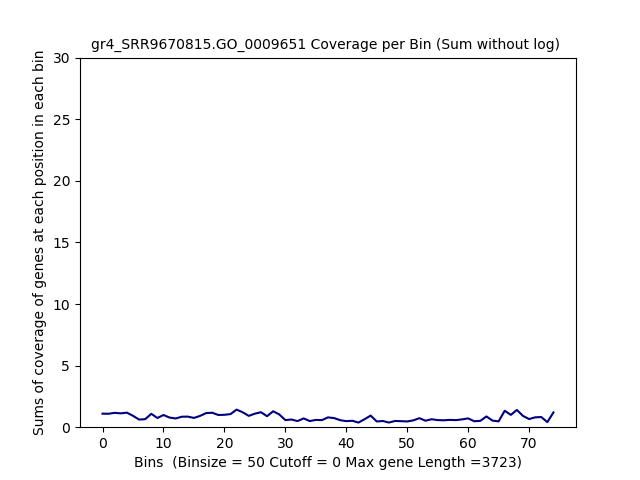 gr4_SRR9670815.GO_0009651 Coverage per Bin (Sum without log)
Sums of coverage of genes at each position in each bin
30
25
20
15
10
5
0
0 10 20 30 40 50 60 70
Bins  (Binsize = 50 Cutoff = 0 Max gene Length =3723)